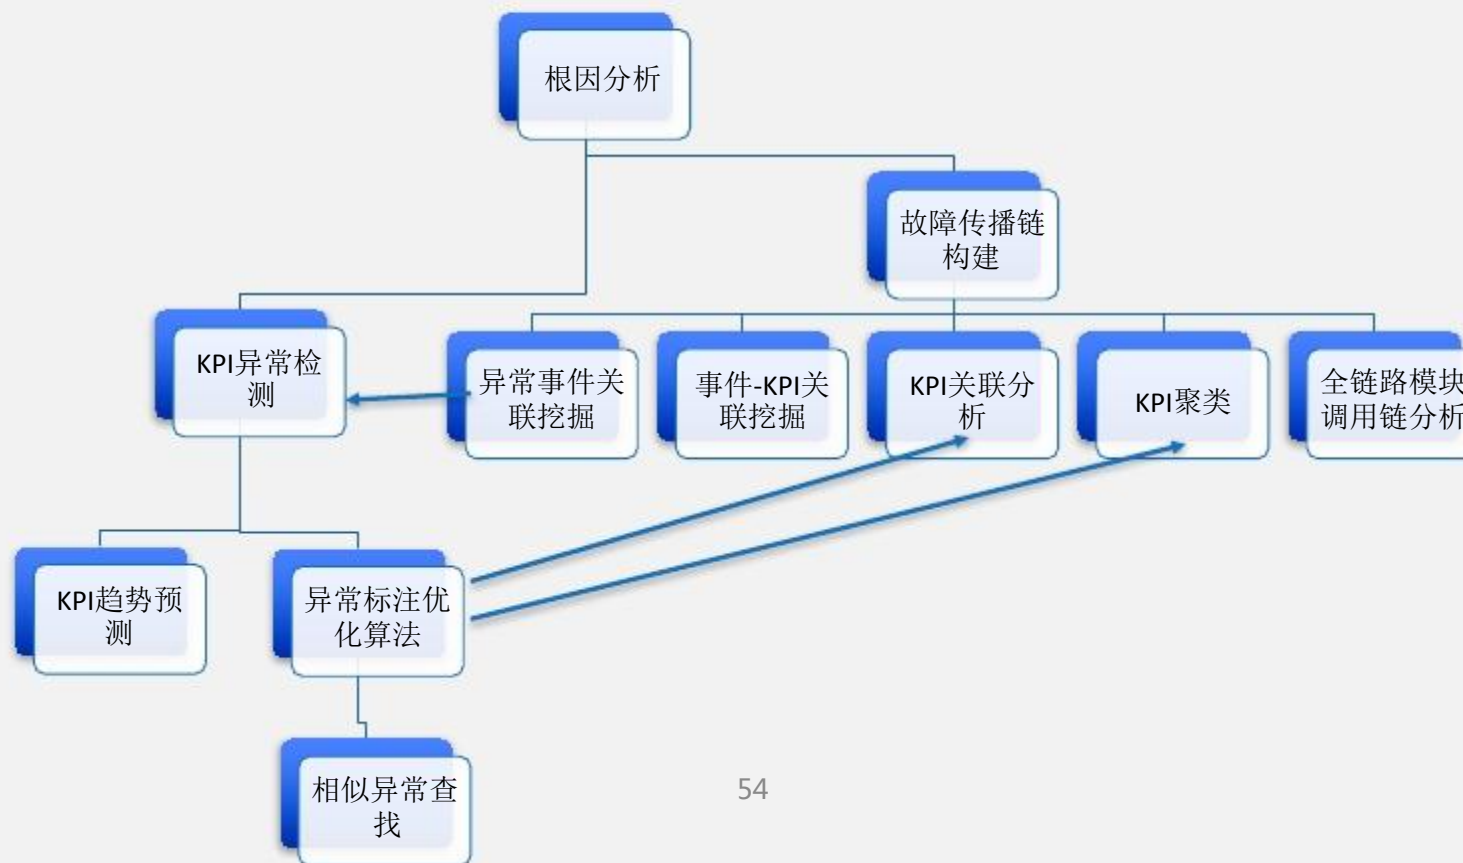 根因分析
故障传播链
构建
KPI异常检
测
异常事件关
联挖掘
事件-KPI关
联挖掘
KPI关联分
析
KPI聚类
全链路模块
调用链分析
KPI趋势预
测
异常标注优
化算法
相似异常查
找
54